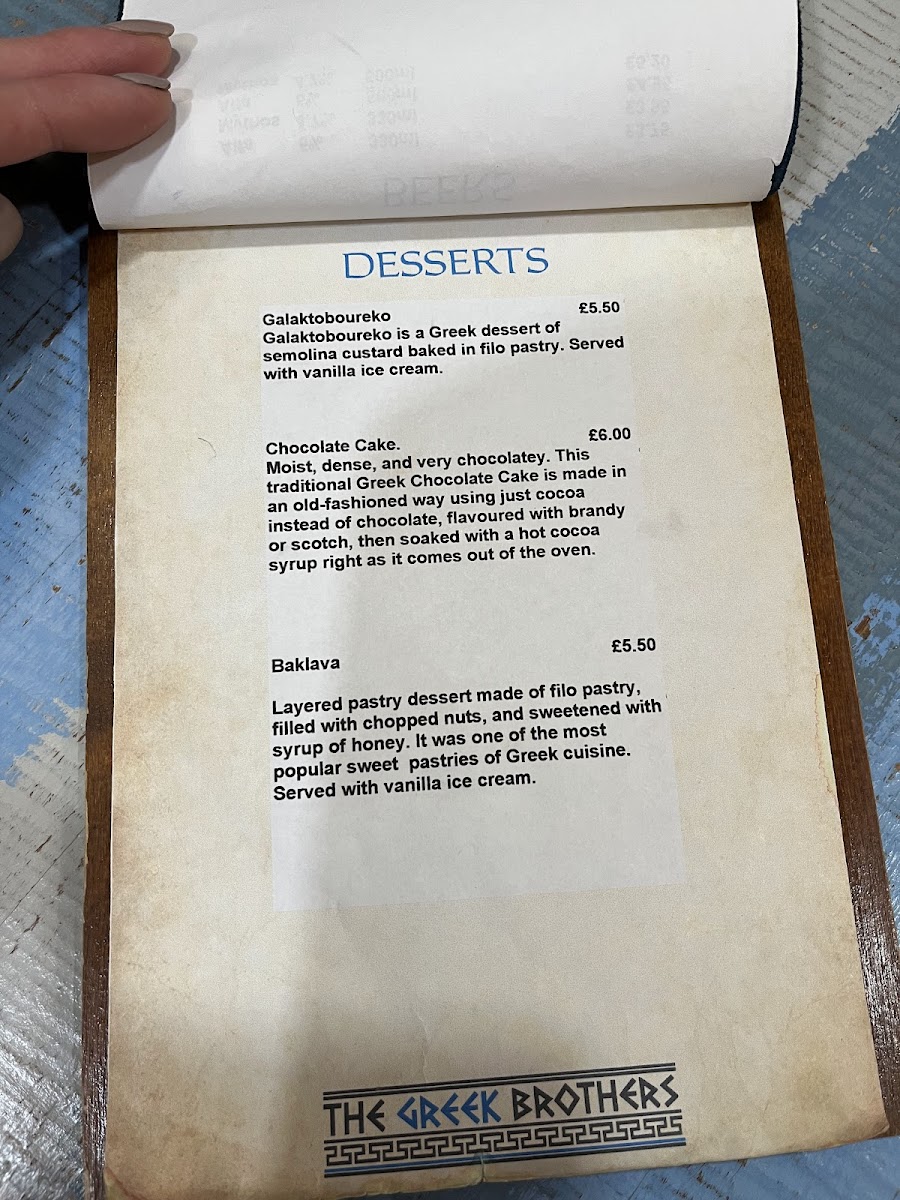 BEERS
DESSERTS
Galaktoboureko £5.50
Galaktoboureko is a Greek dessert of
semolina custard baked in filo pastry. Served
with vanilla ice cream.
Chocolate Cake. £6.00
Moist, dense, and very chocolatey. This
traditional Greek Chocolate Cake is made in
an old-fashioned way using just cocoa
instead of chocolate, flavoured with brandy
or scotch, then soaked with a hot cocoa
syrup right as it comes out of the oven.
Baklava £5.50
Layered pastry dessert made of filo pastry,
filled with chopped nuts, and sweetened with
syrup of honey. It was one of the most
popular sweet pastries of Greek cuisine.
Served with vanilla ice cream.
THE GREEK BROTHERS